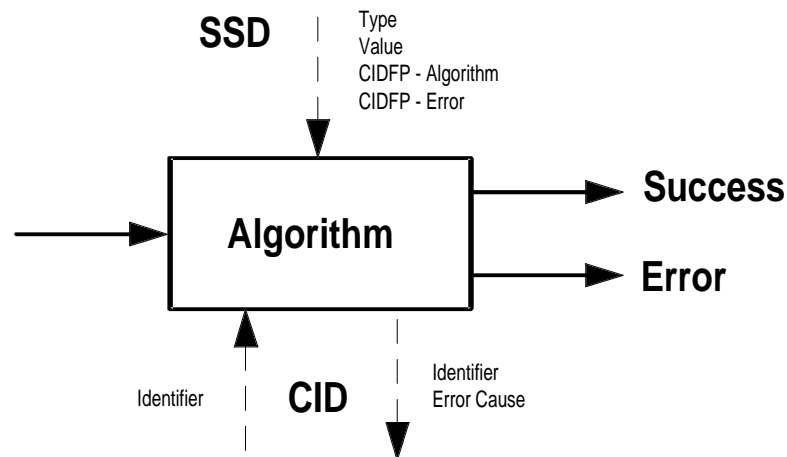 SSD
Type
Value
CIDFP - Algorithm
CIDFP - Error
Algorithm
Success
Error
Identifier
CID
Identifier
Error Cause